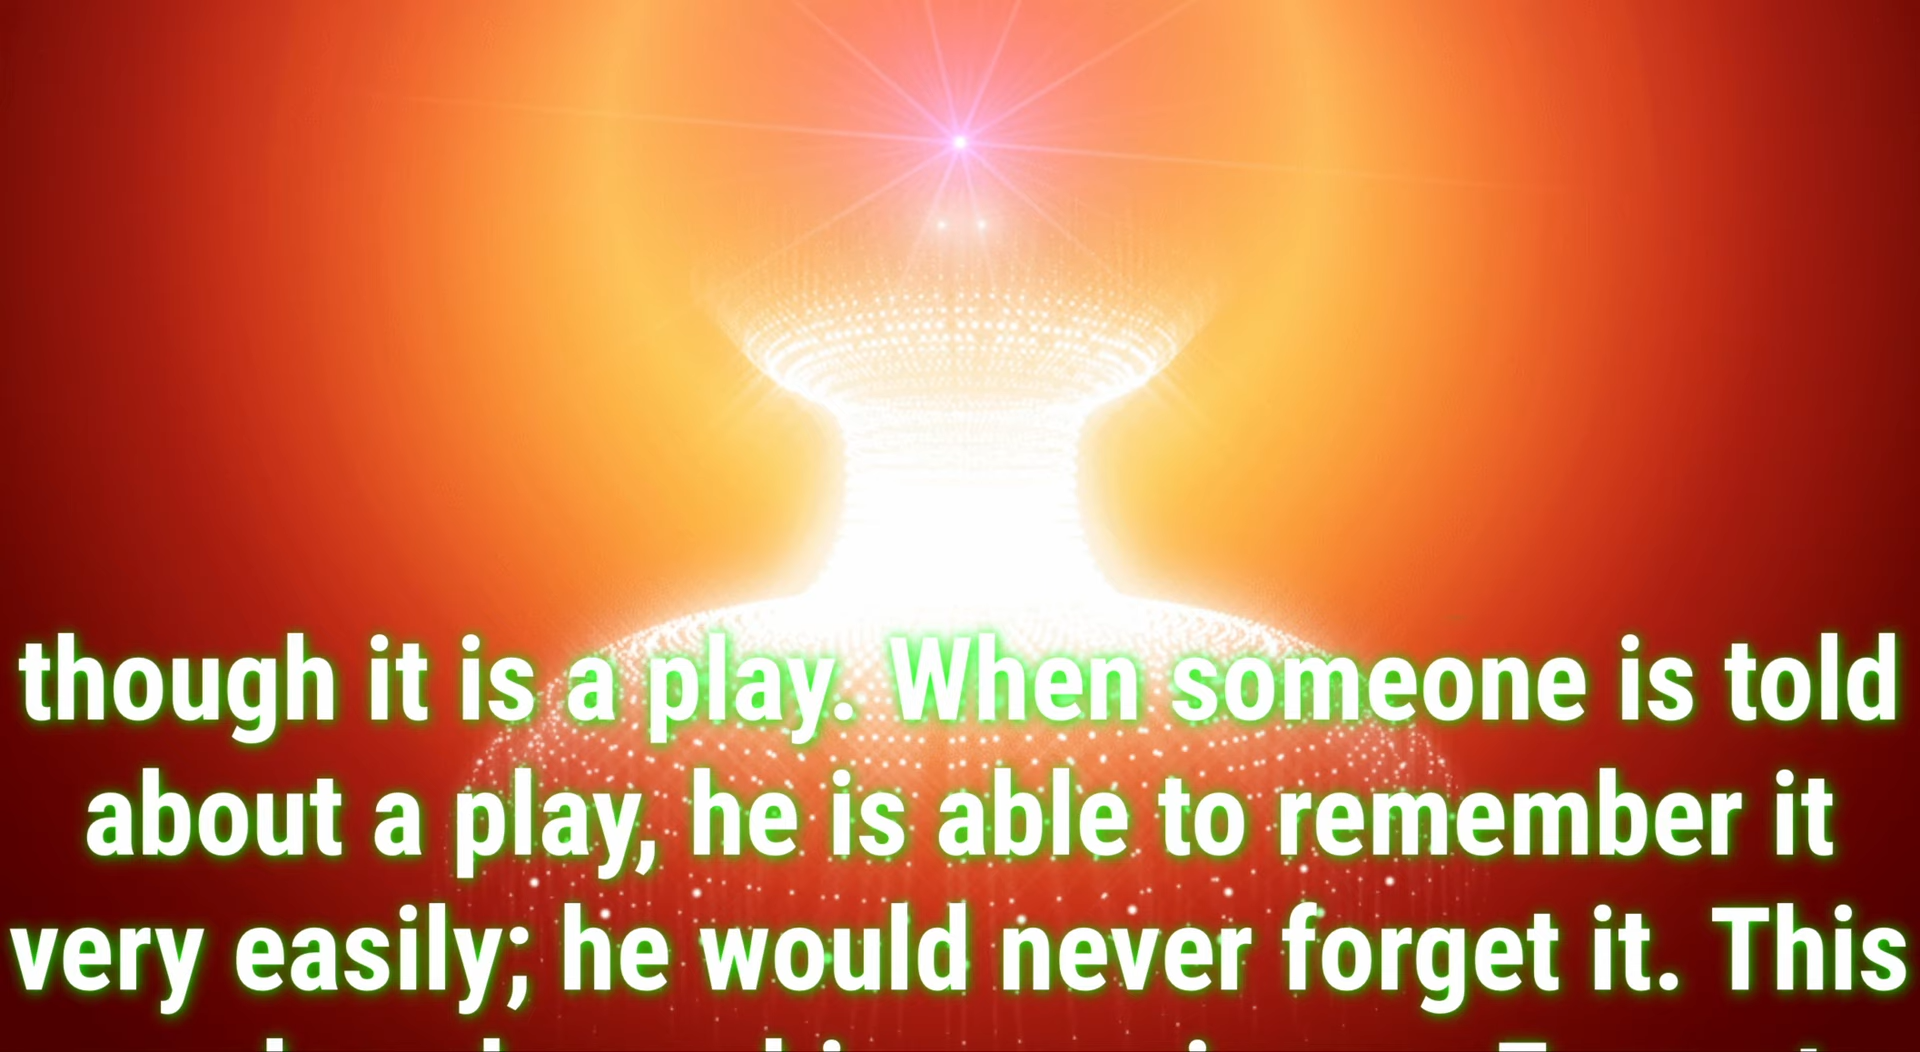 though it is a play. When someone is told
about a play, he is able to remember it
very easily; he would never forget it. This